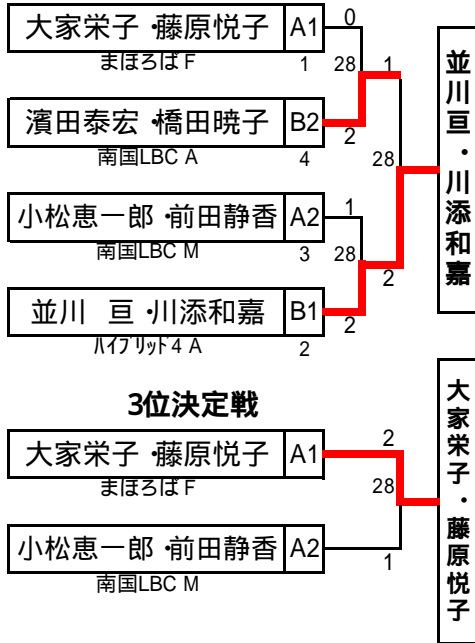 大家栄子・藤原悦子 A1 0
まほろばＦ 1 28 1
濱田泰宏・橋田暁子 B2 2
南国LBC A 4 28
小松恵一郎・前田静香 A2 1
南国LBC M 3 28 2
並川 亘・川添和嘉 B1 2
ﾊｲﾌﾞﾘｯﾄﾞ4 A 2
並川亘・川添和嘉
3位決定戦
大家栄子・藤原悦子 A1 2
まほろばＦ 28
小松恵一郎・前田静香 A2 1
南国LBC M
大家栄子・藤原悦子